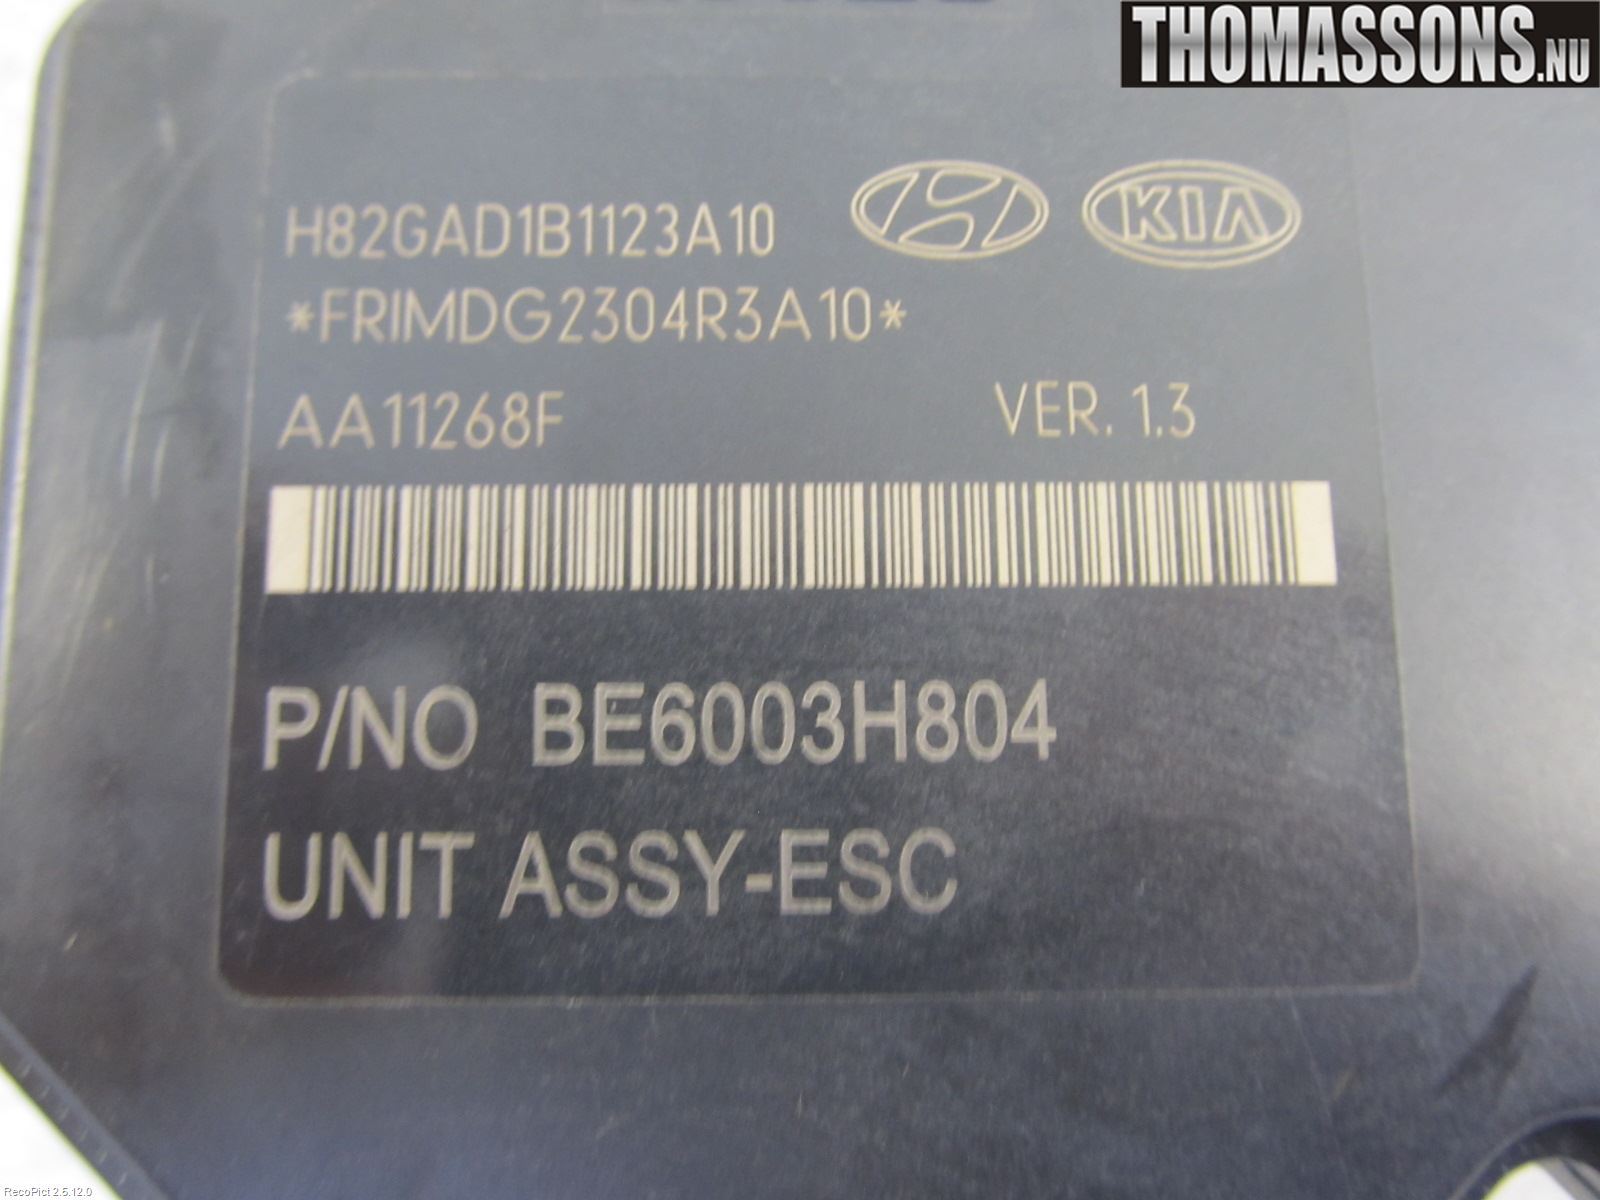 THOMASSONS.NU
H82GAD1B1123A10
KIA
*FRIMDG2304R3A10*
AA11268F VER. 1.3
P/NO BE6003H804
UNIT ASSY-ESC
RecoPict 2.5.12.0